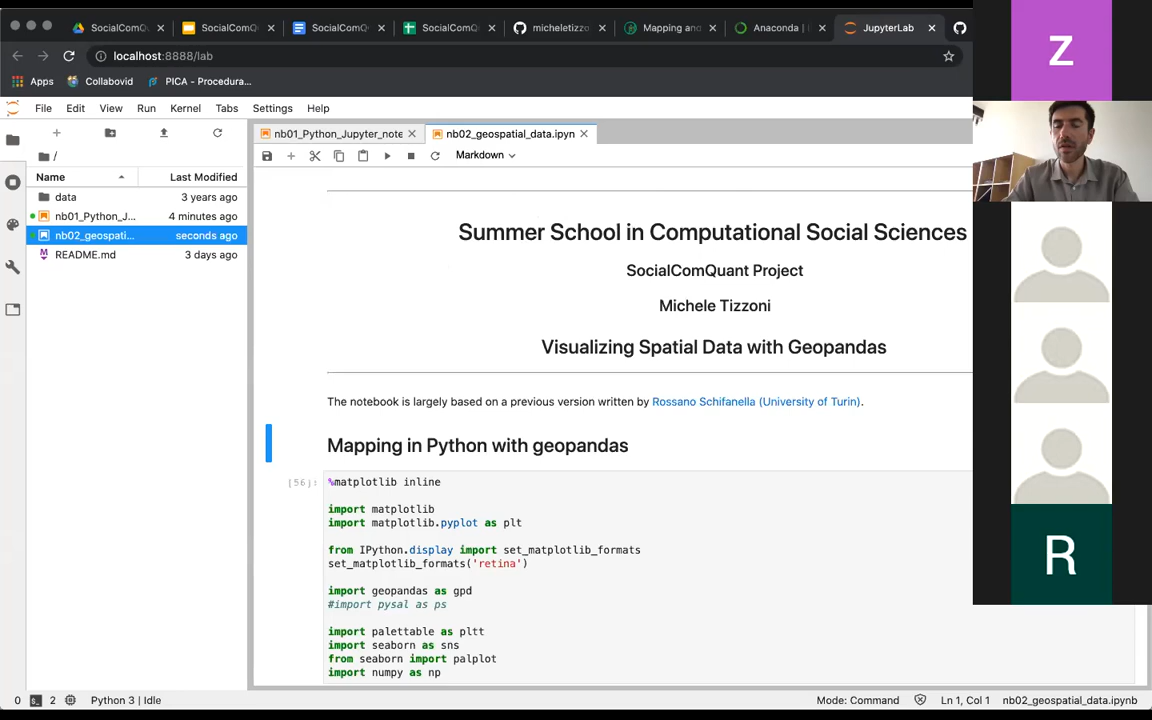 SocialComQu
SocialComQ
SocialComQ
SocialComQ
micheletizzo
Mapping and
Anaconda |
JupyterLab
localhost:8888/lab
Apps
Collabovid
PICA - Procedura...
File Edit View Run Kernel Tabs Settings Help
/
Name
Last Modified
data
3 years ago
nb01_Python_J...
4 minutes ago
nb02_geospati...
seconds ago
README.md
3 days ago
nb01_Python_Jupyter_note
nb02_geospatial_data.ipyn
Markdown
Summer School in Computational Social Sciences
SocialComQuant Project
Michele Tizzoni
Visualizing Spatial Data with Geopandas
The notebook is largely based on a previous version written by Rossano Schifanella (University of Turin).
Mapping in Python with geopandas
[56]:
%matplotlib inline
import matplotlib
import matplotlib.pyplot as plt
from IPython.display import set_matplotlib_formats
set_matplotlib_formats('retina')
import geopandas as gpd
#import pysal as ps
import palettable as pltt
import seaborn as sns
from seaborn import palplot
import numpy as np
Z
R
0
2
Python 3 | Idle
Mode: Command
Ln 1, Col 1
nb02_geospatial_data.ipynb